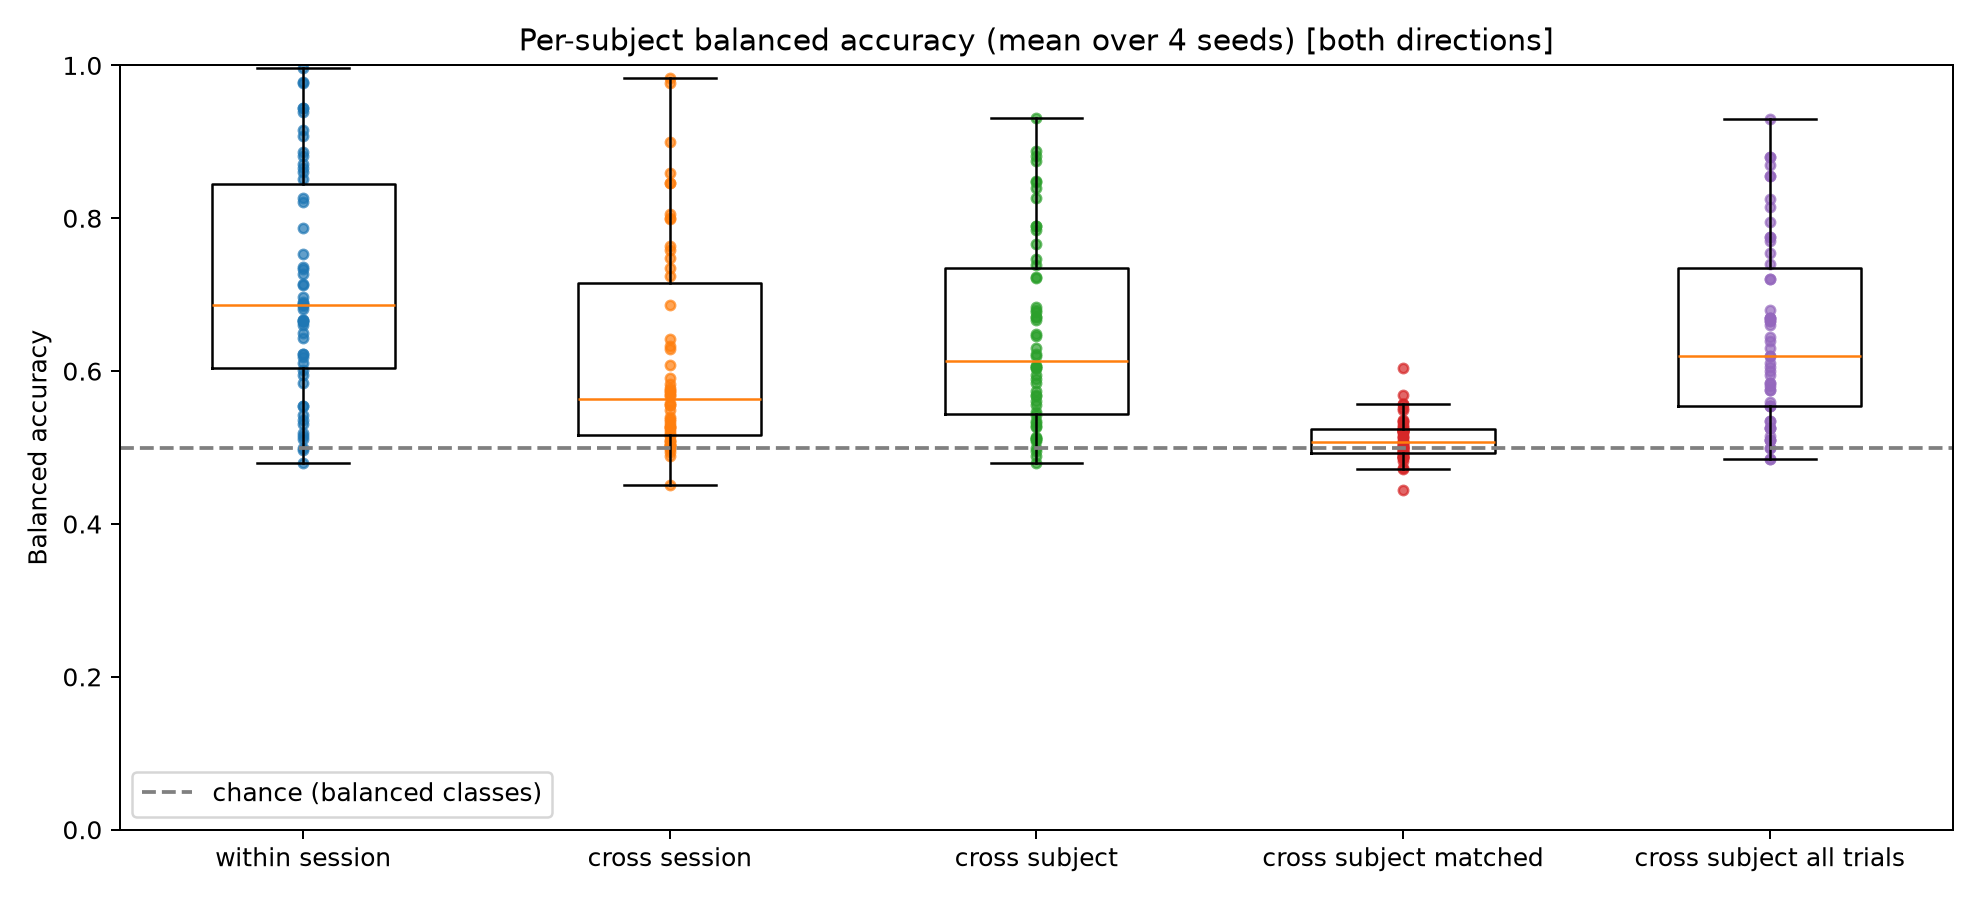 Per-subject balanced accuracy (mean over 4 seeds) [both directions]
Balanced accuracy
1.0
0.8
0.6
0.4
0.2
0.0
chance (balanced classes)
within session
cross session
cross subject
cross subject matched
cross subject all trials